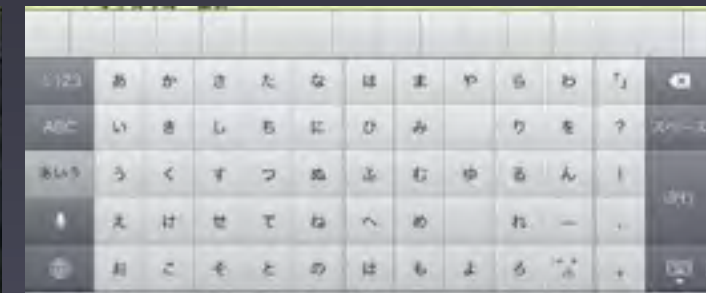 ☆123 あ か さ た な は ま や ら わ 「」
ABC い き し ち に ひ み り を ? スペース
あいう う く す つ ぬ ふ む ゆ る ん !
え け せ て ね へ め れ ー
お こ そ と の ほ も よ ろ